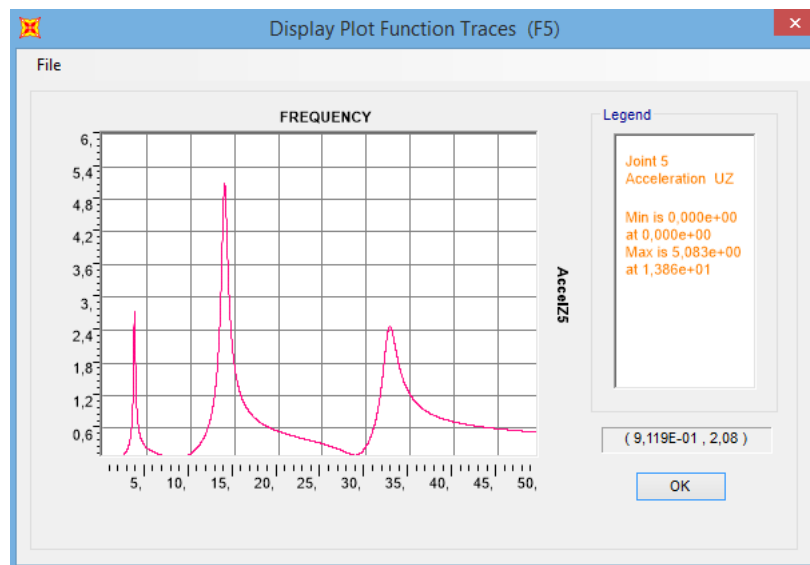 Display Plot Function Traces (F5)
File
FREQUENCY
6,
5,4
4,8
4,2
3,6
3,
2,4
1,8
1,2
0,6
5,
10,
15,
20,
25,
30,
35,
40,
45,
50,
AccelZ5
Legend
Joint 5
Acceleration UZ
Min is 0,000e+00
at 0,000e+00
Max is 5,083e+00
at 1,386e+01
( 9,119E-01 , 2,08 )
OK